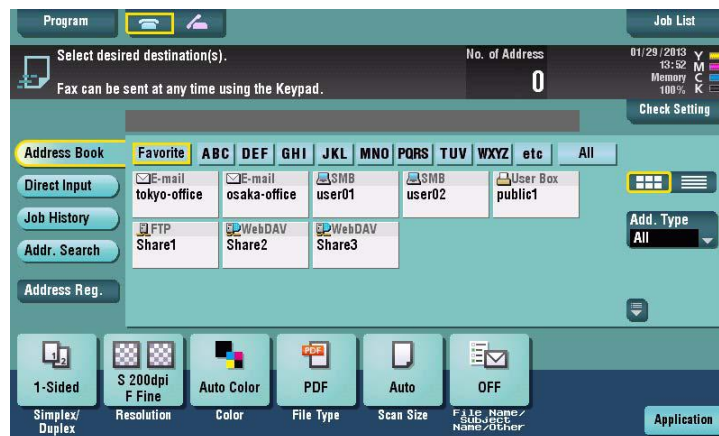 Program
Job List
Select desired destination(s).
No. of Address
0
Fax can be sent at any time using the Keypad.
01/29/2013
13:52
Memory
100%
Y
M
C
K
Check Setting
Address Book
Favorite ABC DEF GHI JKL MNO PQRS TUV WXYZ etc All
Direct Input
Job History
Addr. Search
Address Reg.
E-mail
tokyo-office
E-mail
osaka-office
SMB
user01
SMB
user02
User Box
public1
FTP
Share1
WebDAV
Share2
WebDAV
Share3
Add. Type
All
12
1-Sided
Simplex/
Duplex
S 200dpi
F Fine
Resolution
Auto Color
Color
PDF
PDF
File Type
Auto
Scan Size
OFF
File Name/
Subject
Name/Other
Application